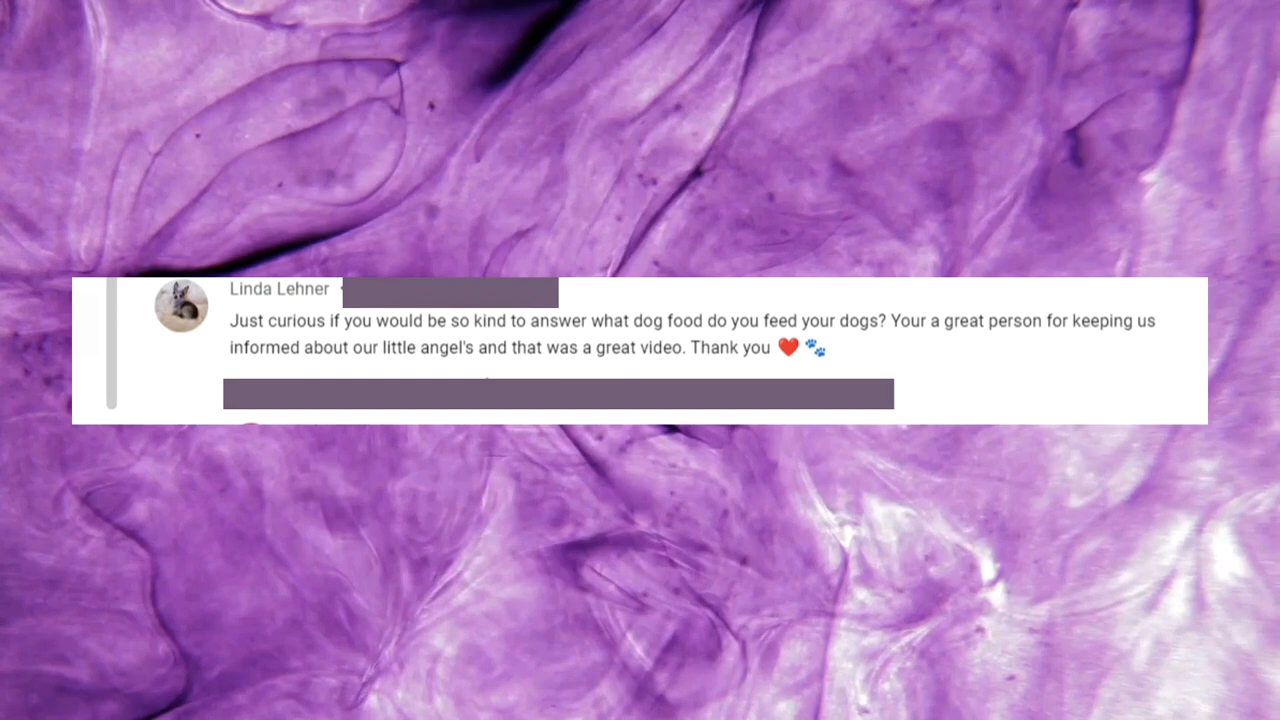 Linda Lehner
Just curious if you would be so kind to answer what dog food do you feed your dogs? Your a great person for keeping us
informed about our little angel's and that was a great video. Thank you ❤️ 🐾